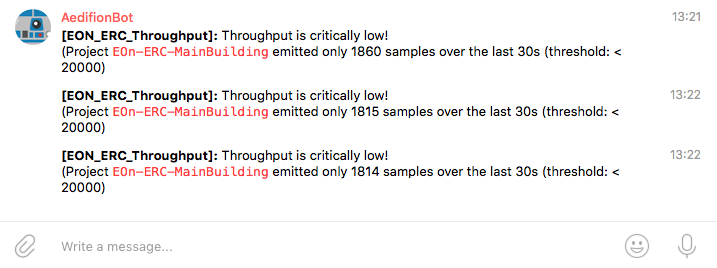 AedifionBot 13:21
[EON_ERC_Throughput]: Throughput is critically low!
(Project EOn-ERC-MainBuilding emitted only 1860 samples over the last 30s (threshold: <
20000)
[EON_ERC_Throughput]: Throughput is critically low! 13:22
(Project EOn-ERC-MainBuilding emitted only 1815 samples over the last 30s (threshold: <
20000)
[EON_ERC_Throughput]: Throughput is critically low! 13:22
(Project EOn-ERC-MainBuilding emitted only 1814 samples over the last 30s (threshold: <
20000)
Write a message...